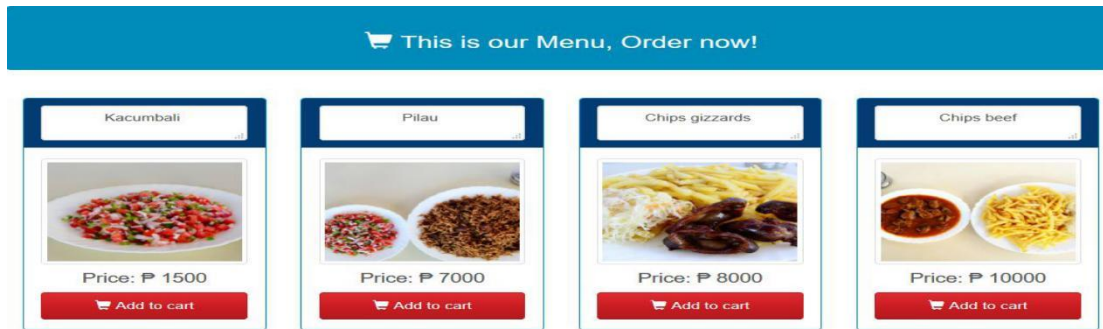 This is our Menu, Order now!
Kacumbali
Pilau
Chips gizzards
Chips beef
Price: ₱ 1500
Price: ₱ 7000
Price: ₱ 8000
Price: ₱ 10000
Add to cart
Add to cart
Add to cart
Add to cart